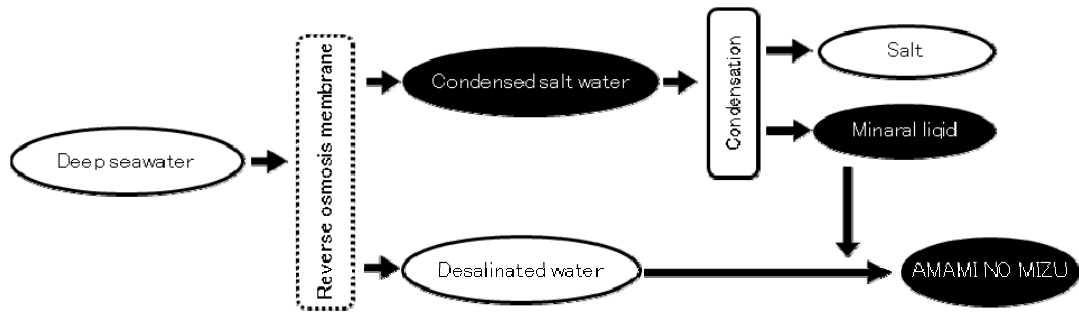 Deep seawater
Reverse osmosis membrane
Condensed salt water
Condensation
Salt
Minaral liqid
Desalinated water
AMAMI NO MIZU